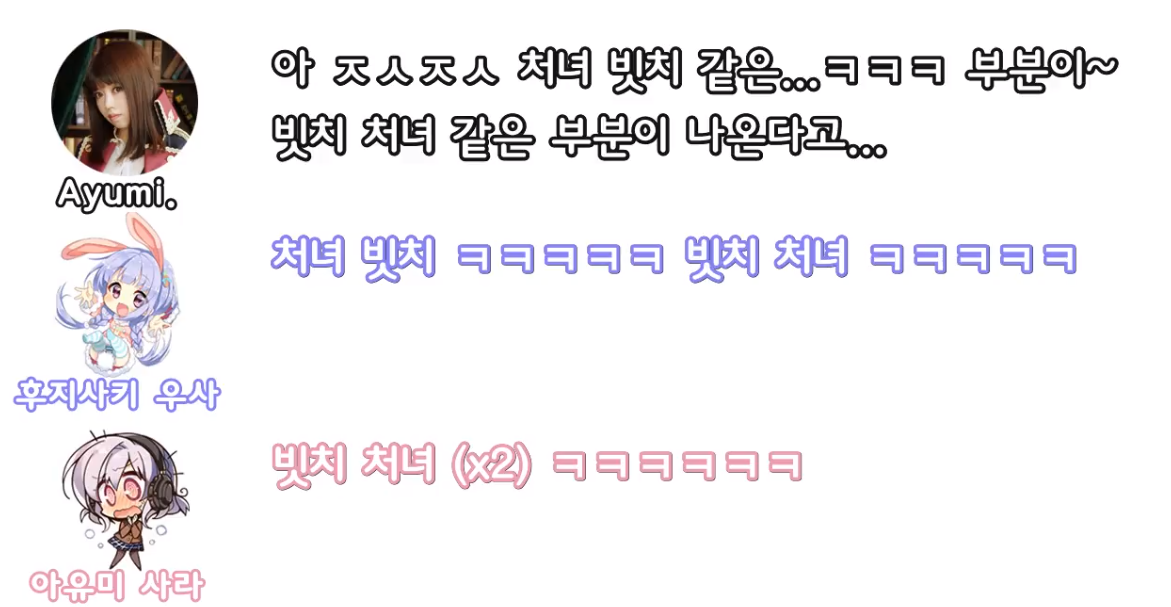 아 ㅈㅅㅈㅅ 처녀 빗치 같은...ㅋㅋㅋ 부분이~
빗치 처녀 같은 부분이 나온다고...
Ayumi.
처녀 빗치 ㅋㅋㅋㅋㅋ 빗치 처녀 ㅋㅋㅋㅋㅋ
후지사키 우사
빗치 처녀 (x2) ㅋㅋㅋㅋㅋㅋ
아유미 사라